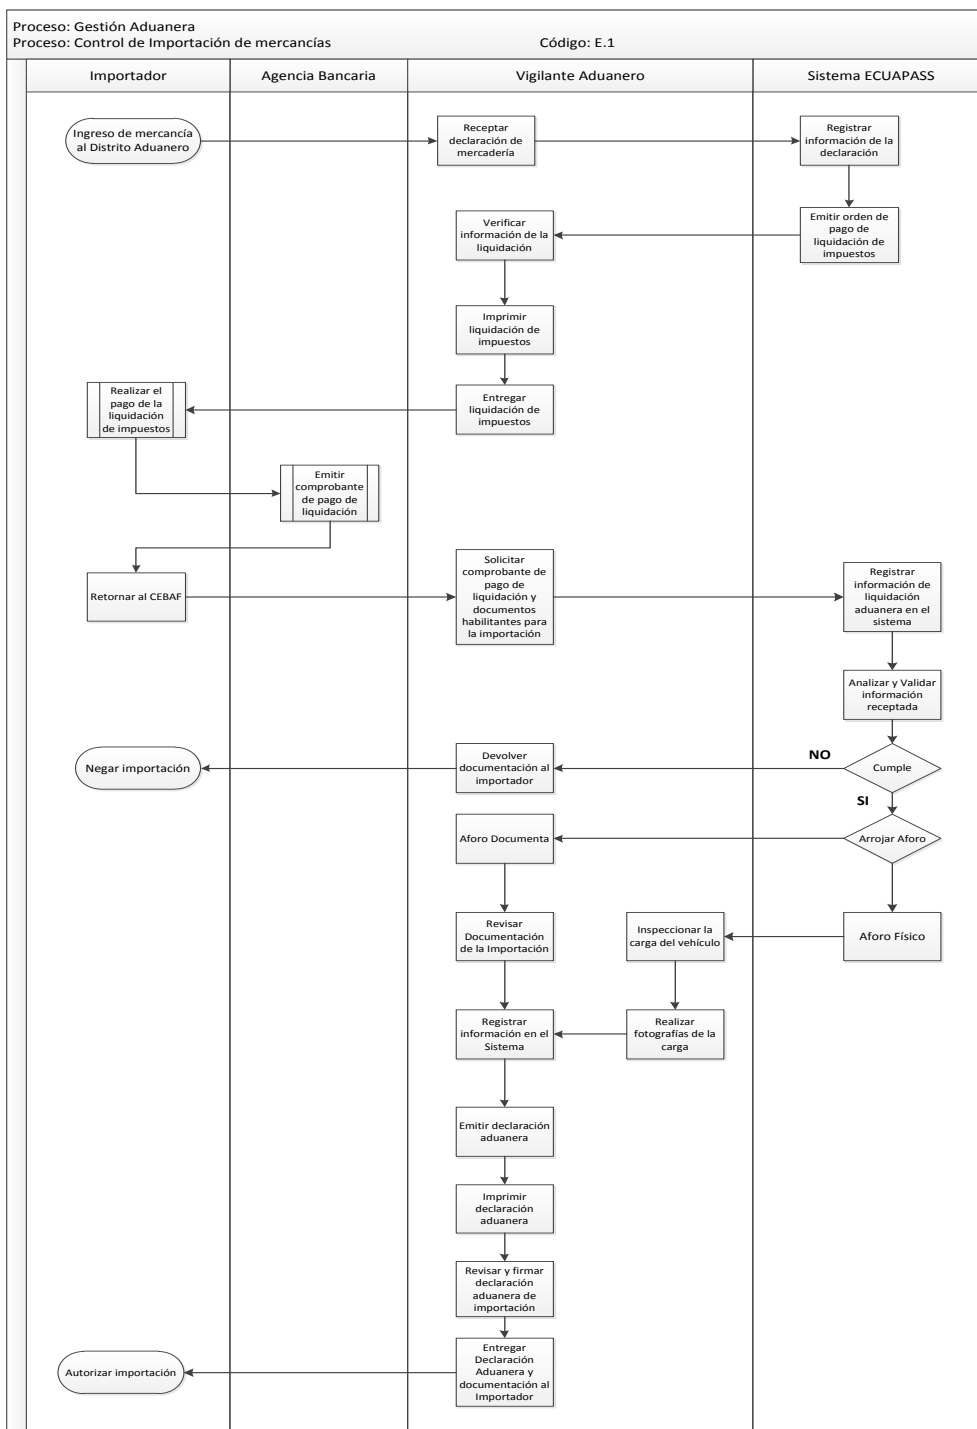 Proceso: Gestión Aduanera
Proceso: Control de Importación de mercancías
Código: E.1
Importador
Agencia Bancaria
Vigilante Aduanero
Sistema ECUAPASS
Ingreso de mercancía
al Distrito Aduanero
Receptar
declaración de
mercadería
Registrar
información de la
declaración
Verificar
información de la
liquidación
Emitir orden de
pago de
liquidación de
impuestos
Imprimir
liquidación de
impuestos
Realizar el
pago de la
liquidación
de impuestos
Entregar
liquidación de
impuestos
Emitir
comprobante
de pago de
liquidación
Retornar al CEBAF
Solicitar
comprobante de
pago de
liquidación y
documentos
habilitantes para
la importación
Registrar
información de
liquidación
aduanera en el
sistema
Analizar y Validar
información
receptada
Negar importación
Devolver
documentación al
importador
NO
Cumple
SI
Aforo Documenta
Arrojar Aforo
Revisar
Documentación
de la Importación
Inspeccionar la
carga del vehículo
Aforo Físico
Registrar
información en el
Sistema
Realizar
fotografías de la
carga
Emitir declaración
aduanera
Imprimir
declaración
aduanera
Revisar y firmar
declaración
aduanera de
importación
Autorizar importación
Entregar
Declaración
Aduanera y
documentación al
Importador